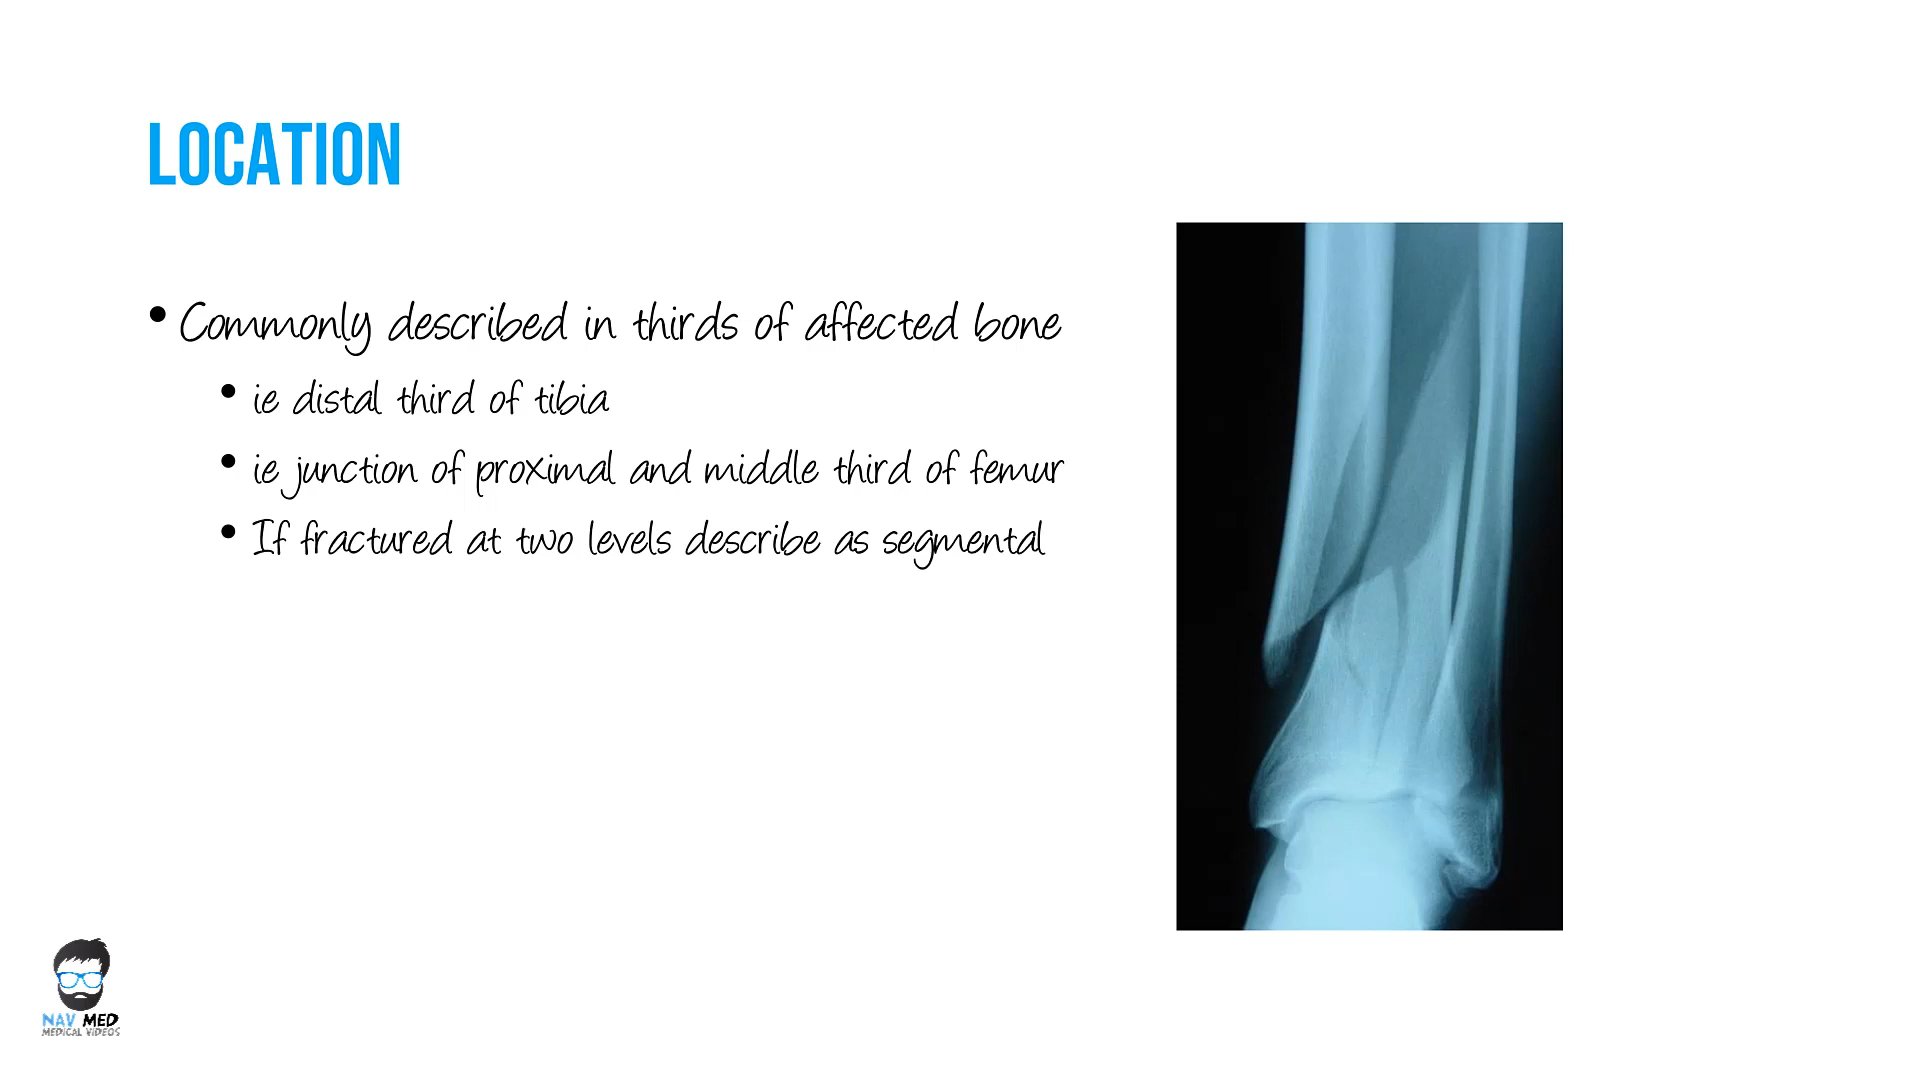 LOCATION
• Commonly described in thirds of affected bone
• ie distal third of tibia
• ie junction of proximal and middle third of femur
• If fractured at two levels describe as segmental
NAV MED
MEDICAL VIDEOS